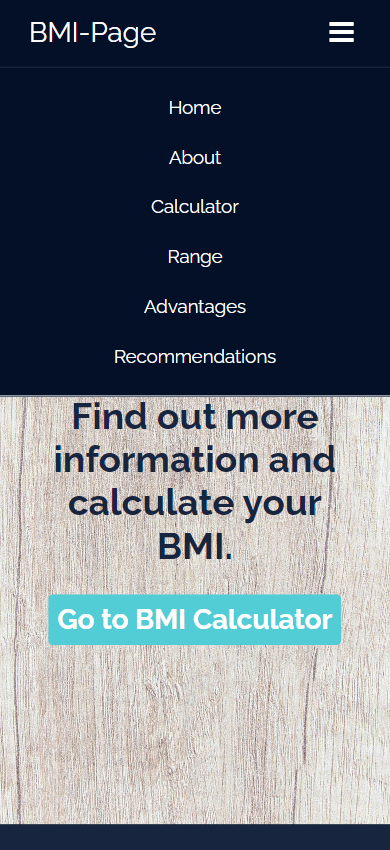 BMI-Page
Home
About
Calculator
Range
Advantages
Recommendations
Find out more
information and
calculate your
BMI.
Go to BMI Calculator